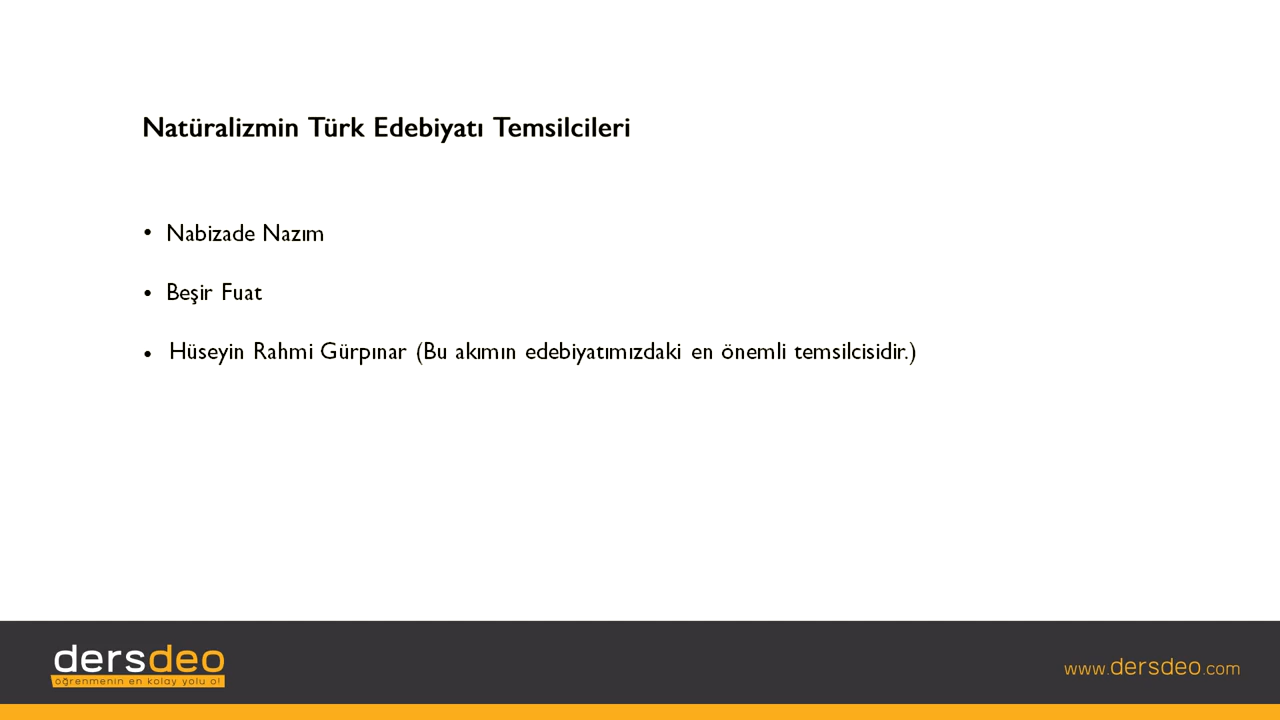 Natüralizmin Türk Edebiyatı Temsilcileri
• Nabizade Nazım
• Beşir Fuat
• Hüseyin Rahmi Gürpınar (Bu akımın edebiyatımızdaki en önemli temsilcisidir.)
dersdeo
öğrenmenin en kolay yolu o!
www.dersdeo.com